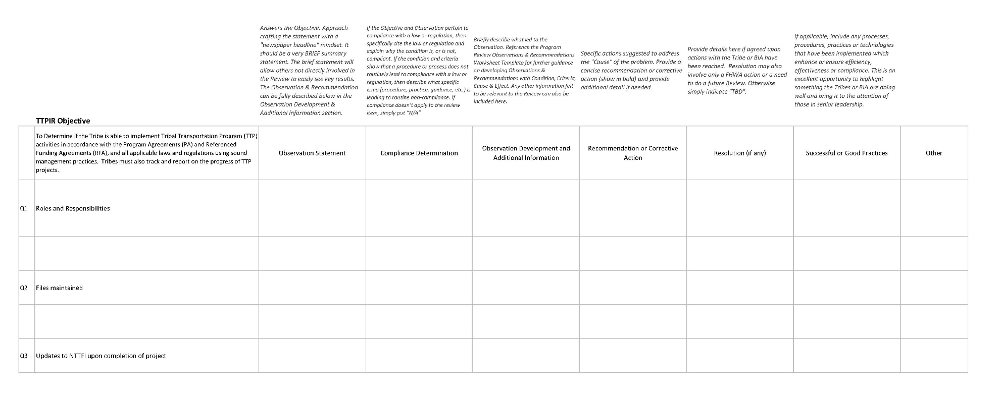 Answers the Objective. Approach
crafting the statement with a
"newspaper headline" mindset. It
should be a very BRIEF summary
statement. The brief statement will
allow others not directly involved in
the Review to easily see key results.
The Observation & Recommendation
can be fully described below in the
Observation Development &
Additional Information section.
If the Objective and Observation pertain to
compliance with a law or regulation, then
specifically cite the law or regulation and
explain why the condition is, or is not,
compliant. If the condition and criteria
show that a procedure or process does not
routinely lead to compliance with a law or
regulation, then describe what specific
issue (procedure, practice, guidance, etc.) is
leading to routine non-compliance. If
compliance doesn't apply to the review
item, simply put “N/A”
Briefly describe what led to the
Observation. Reference the Program
Review Observations & Recommendations
Worksheet Template for further guidance
on developing Observations &
Recommendations with Condition, Criteria,
Cause & Effect. Any other information felt
to be relevant to the Review can also be
included here.
Specific actions suggested to address
the "Cause" of the problem. Provide a
concise recommendation or corrective
action (show in bold) and provide
additional detail if needed.
Provide details here if agreed upon
actions with the Tribe or BIA have
been reached.  Resolution may also
involve only a FHWA action or a need
to do a future Review. Otherwise
simply indicate "TBD".
If applicable, include any processes,
procedures, practices or technologies
that have been implemented which
enhance or ensure efficiency,
effectiveness or compliance. This is an
excellent opportunity to highlight
something the Tribes or BIA are doing
well and bring it to the attention of
those in senior leadership.
TTPIR Objective
To Determine if the Tribe is able to implement Tribal Transportation Program (TTP)
activities in accordance with the Program Agreements (PA) and Referenced
Funding Agreements (RFA), and all applicable laws and regulations using sound
management practices.  Tribes must also track and report on the progress of TTP
projects.
Observation Statement
Compliance Determination
Observation Development and
Additional Information
Recommendation or Corrective
Action
Resolution (if any)
Successful or Good Practices
Other
Q1 Roles and Responsibilities
Q2 Files maintained
Q3 Updates to NTTFI upon completion of project